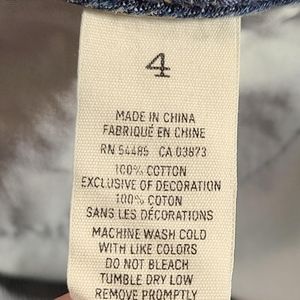 4
MADE IN CHINA
FABRIQUÉ EN CHINE
RN 54485 CA 03873
100% COTTON
EXCLUSIVE OF DECORATION
100% COTON
SANS LES DÉCORATIONS
MACHINE WASH COLD
WITH LIKE COLORS
DO NOT BLEACH
TUMBLE DRY LOW
REMOVE PROMPTLY